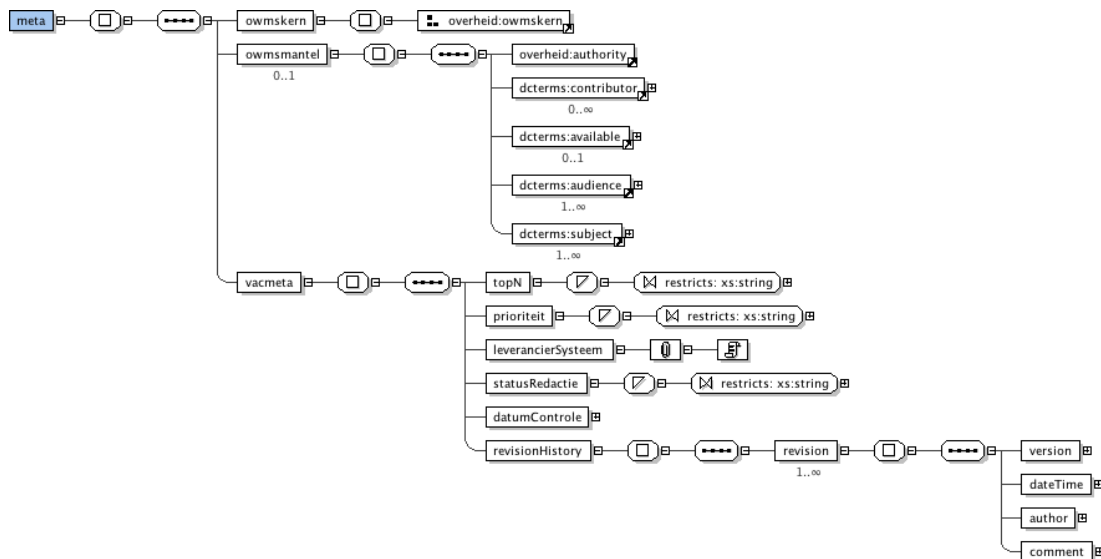 meta
owmskern
overheid:owmskern
owmsmantel
0..1
overheid:authority
dcterms:contributor
0..∞
dcterms:available
0..1
dcterms:audience
1..∞
dcterms:subject
1..∞
vacmeta
topN
restricts: xs:string
prioriteit
restricts: xs:string
leverancierSysteem
statusRedactie
restricts: xs:string
datumControle
revisionHistory
revision
1..∞
version
dateTime
author
comment